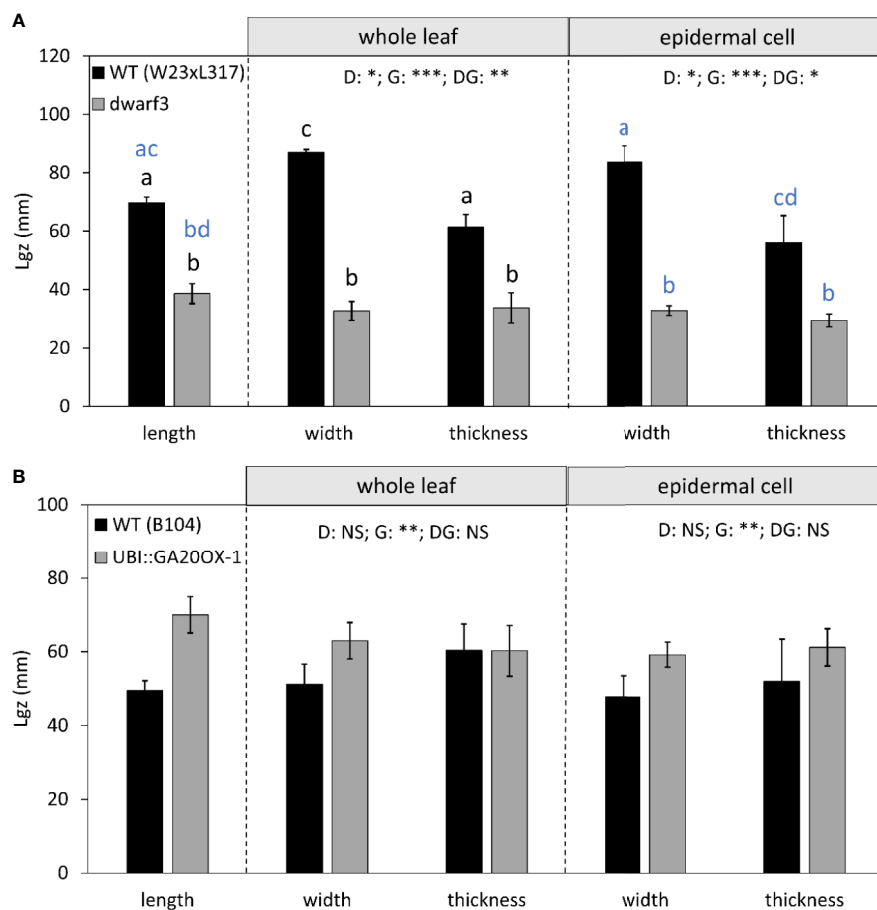 A
whole leaf
epidermal cell
120
100
80
60
40
20
0
Lgz (mm)
WT (W23xL317)
dwarf3
D: *; G: ***; DG: **
D: *; G: ***; DG: *
ac
a
bd
b
c
b
a
b
a
b
cd
b
length
width
thickness
width
thickness
B
whole leaf
epidermal cell
100
80
60
40
20
0
Lgz (mm)
WT (B104)
UBI::GA20OX-1
D: NS; G: **; DG: NS
D: NS; G: **; DG: NS
length
width
thickness
width
thickness